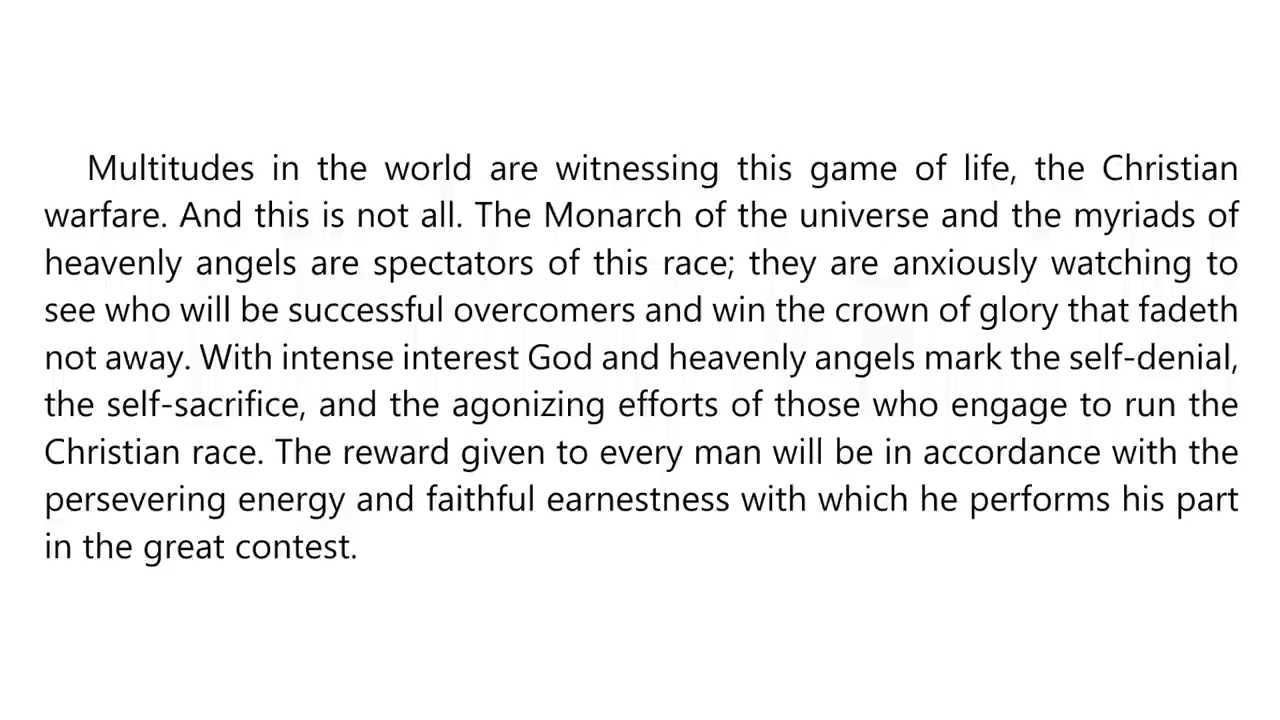 Multitudes in the world are witnessing this game of life, the Christian
warfare. And this is not all. The Monarch of the universe and the myriads of
heavenly angels are spectators of this race; they are anxiously watching to
see who will be successful overcomers and win the crown of glory that fadeth
not away. With intense interest God and heavenly angels mark the self-denial,
the self-sacrifice, and the agonizing efforts of those who engage to run the
Christian race. The reward given to every man will be in accordance with the
persevering energy and faithful earnestness with which he performs his part
in the great contest.